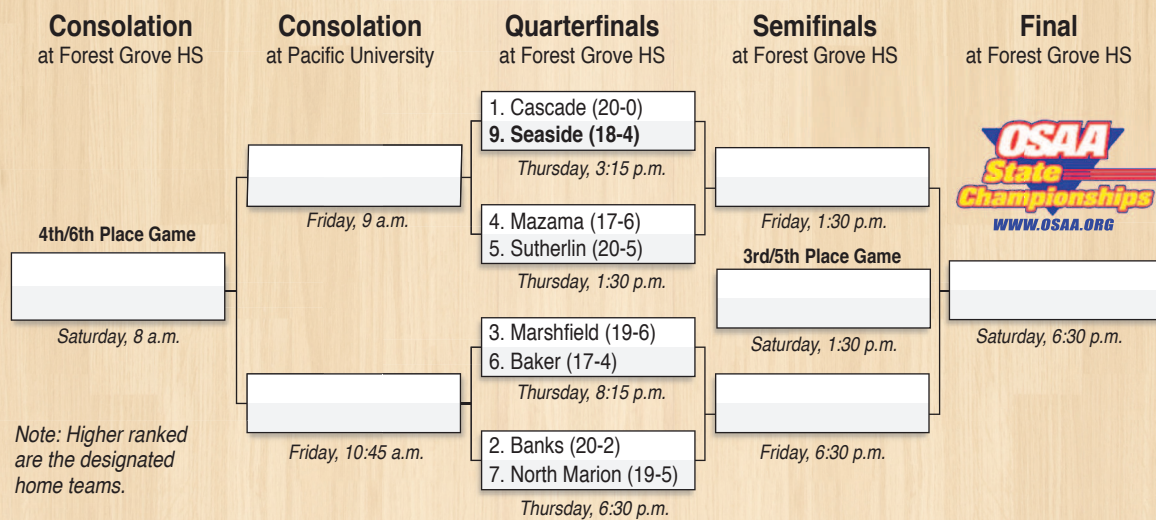 Consolation
at Forest Grove HS
Consolation
at Pacific University
Quarterfinals
at Forest Grove HS
Semifinals
at Forest Grove HS
Final
at Forest Grove HS
4th/6th Place Game
Saturday, 8 a.m.
Note: Higher ranked
are the designated
home teams.
Friday, 9 a.m.
Friday, 10:45 a.m.
1. Cascade (20-0)
9. Seaside (18-4)
Thursday, 3:15 p.m.
4. Mazama (17-6)
5. Sutherlin (20-5)
Thursday, 1:30 p.m.
3. Marshfield (19-6)
6. Baker (17-4)
Thursday, 8:15 p.m.
2. Banks (20-2)
7. North Marion (19-5)
Thursday, 6:30 p.m.
Friday, 1:30 p.m.
3rd/5th Place Game
Saturday, 1:30 p.m.
Friday, 6:30 p.m.
OSAA
State
Championships
WWW.OSAA.ORG
Saturday, 6:30 p.m.